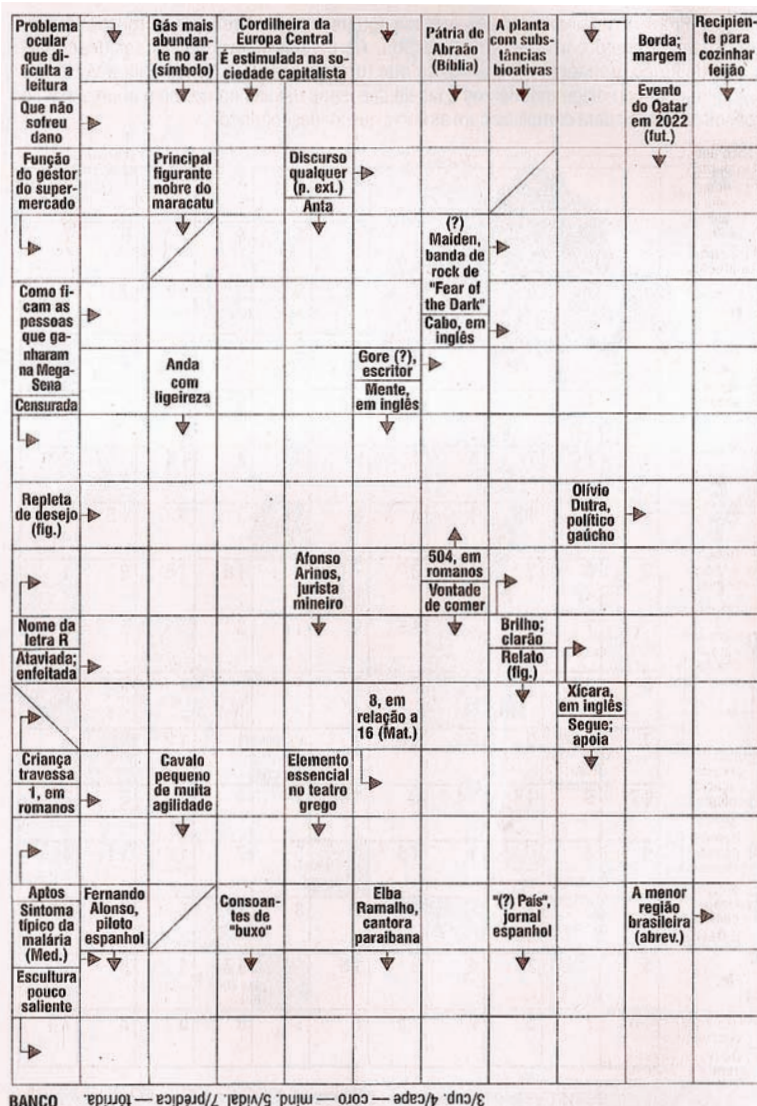 Problema
ocular
que di-
ficulta a
leitura
Gás mais
abundan-
te no ar
(símbolo)
Cordilheira da
Europa Central
É estimulada na so-
ciedade capitalista
Pátria de
Abraão
(Bíblia)
A planta
com subs-
tâncias
bioativas
Borda;
margem
Recipien-
te para
cozinhar
feijão
Que não
sofreu
dano
Evento
do Qatar
em 2022
(fut.)
Função
do gestor
do super-
mercado
Principal
figurante
nobre do
maracatu
Discurso
qualquer
(p. ext.)
Anta
(?)
Maiden,
banda de
rock de
"Fear of
the Dark"
Cabo, em
inglês
Como fi-
cam as
pessoas
que ga-
nharam
na Mega-
Sena
Censurada
Anda
com
ligeireza
Gore (?),
escritor
Mente,
em inglês
Repleta
de desejo
(fig.)
Olívio
Dutra,
político
gaúcho
Afonso
Arinos,
jurista
mineiro
504, em
romanos
Vontade
de comer
Nome da
letra R
Ataviada;
enfeitada
Brilho;
clarão
Relato
(fig.)
8, em
relação a
16 (Mat.)
Xícara,
em inglês
Segue;
apoia
Criança
travessa
1, em
romanos
Cavalo
pequeno
de muita
agilidade
Elemento
essencial
no teatro
grego
Aptos
Sintoma
típico da
malária
(Med.)
Fernando
Alonso,
piloto
espanhol
Consoan-
tes de
"buxo"
Elba
Ramalho,
cantora
paraibana
"(?) País",
jornal
espanhol
A menor
região
brasileira
(abrev.)
Escultura
pouco
saliente
BANCO
3/cup. 4/cape — coro — mind. 5/vidal. 7/prédica — tórrida.